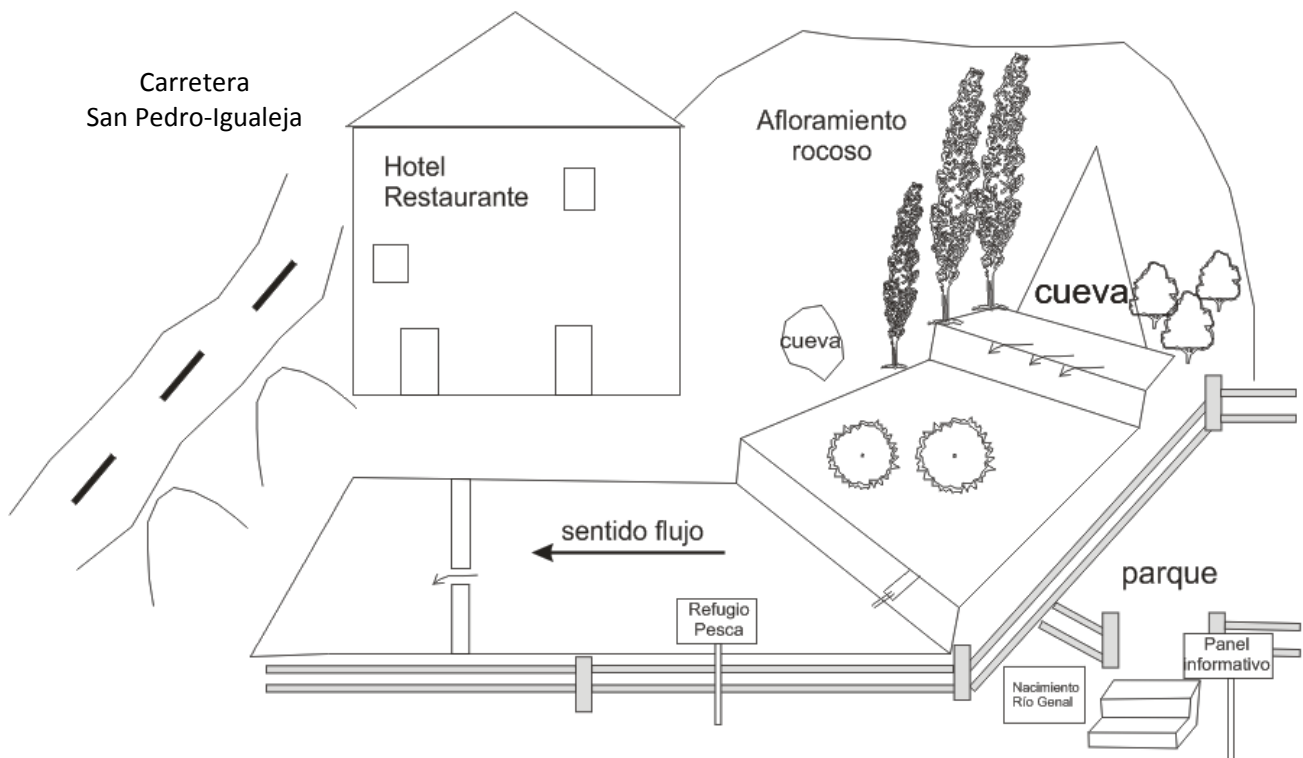 Carretera
San Pedro-Igualeja
Hotel
Restaurante
Afloramiento
rocoso
cueva
cueva
sentido flujo
parque
Refugio
Pesca
Panel
informativo
Nacimiento
Río Genal